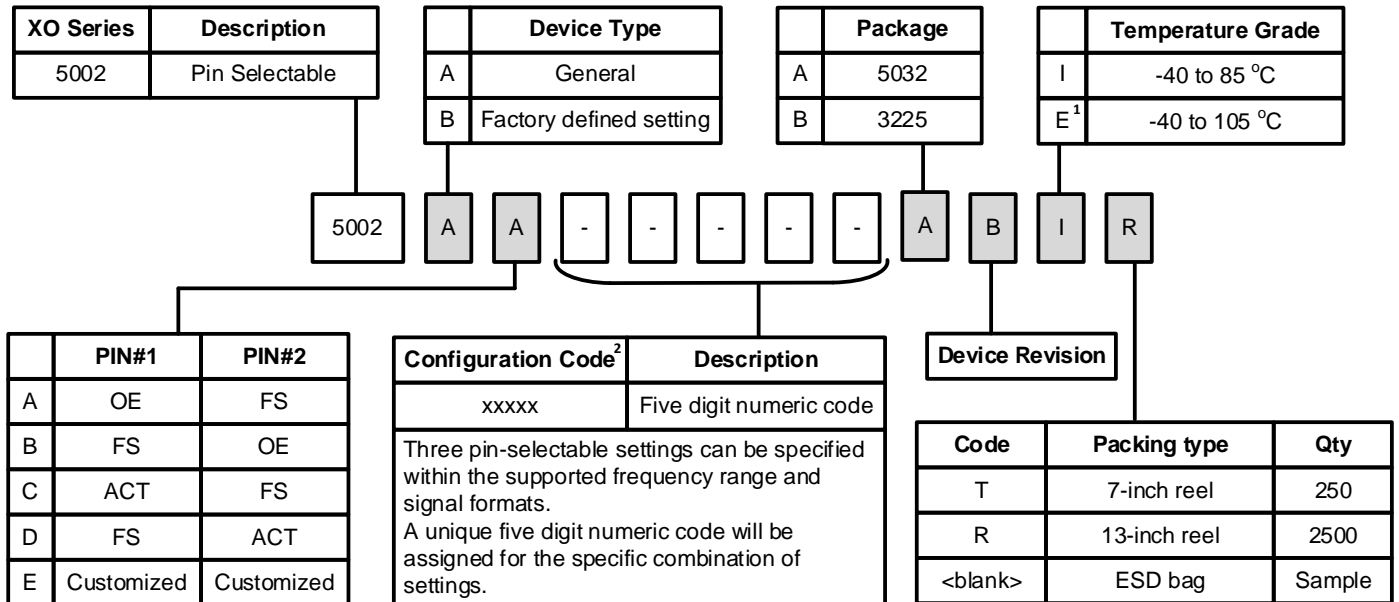 XO Series Description
5002 Pin Selectable
Device Type
A General
B Factory defined setting
Package
A 5032
B 3225
Temperature Grade
I -40 to 85 °C
E¹ -40 to 105 °C
5002 A A - - - - - A B I R
PIN#1 PIN#2
A OE FS
B FS OE
C ACT FS
D FS ACT
E Customized Customized
Configuration Code² Description
xxxxx Five digit numeric code
Three pin-selectable settings can be specified
within the supported frequency range and
signal formats.
A unique five digit numeric code will be
assigned for the specific combination of
settings.
Device Revision
Code Packing type Qty
T 7-inch reel 250
R 13-inch reel 2500
<blank> ESD bag Sample